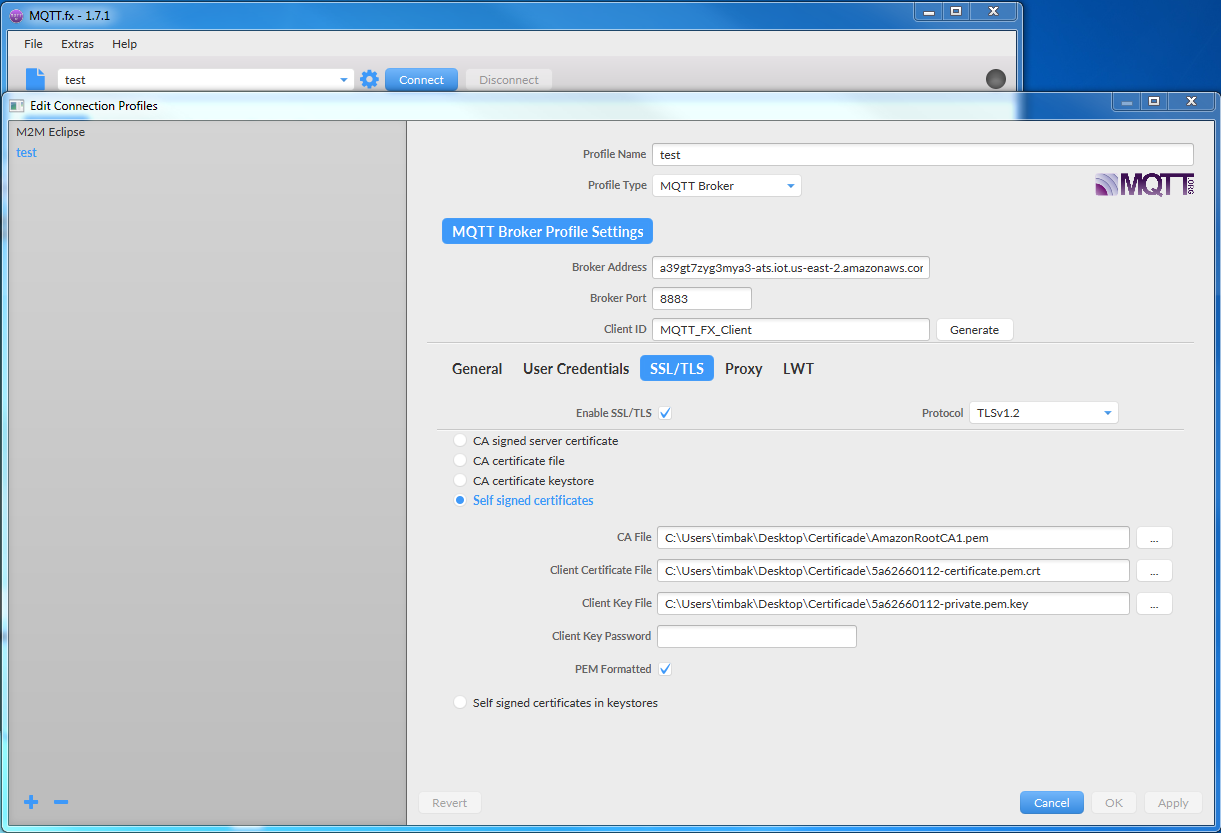 MQTT.fx - 1.7.1
File Extras Help
test Connect Disconnect
Edit Connection Profiles
M2M Eclipse
test
Profile Name test
Profile Type MQTT Broker
MQTT.ORG
MQTT Broker Profile Settings
Broker Address a39gt7zyg3mya3-ats.iot.us-east-2.amazonaws.cor
Broker Port 8883
Client ID MQTT_FX_Client Generate
General User Credentials SSL/TLS Proxy LWT
Enable SSL/TLS Protocol TLSv1.2
CA signed server certificate
CA certificate file
CA certificate keystore
Self signed certificates
CA File C:\Users\timbak\Desktop\Certificade\AmazonRootCA1.pem ...
Client Certificate File C:\Users\timbak\Desktop\Certificade\5a62660112-certificate.pem.crt ...
Client Key File C:\Users\timbak\Desktop\Certificade\5a62660112-private.pem.key ...
Client Key Password
PEM Formatted
Self signed certificates in keystores
Revert Cancel OK Apply